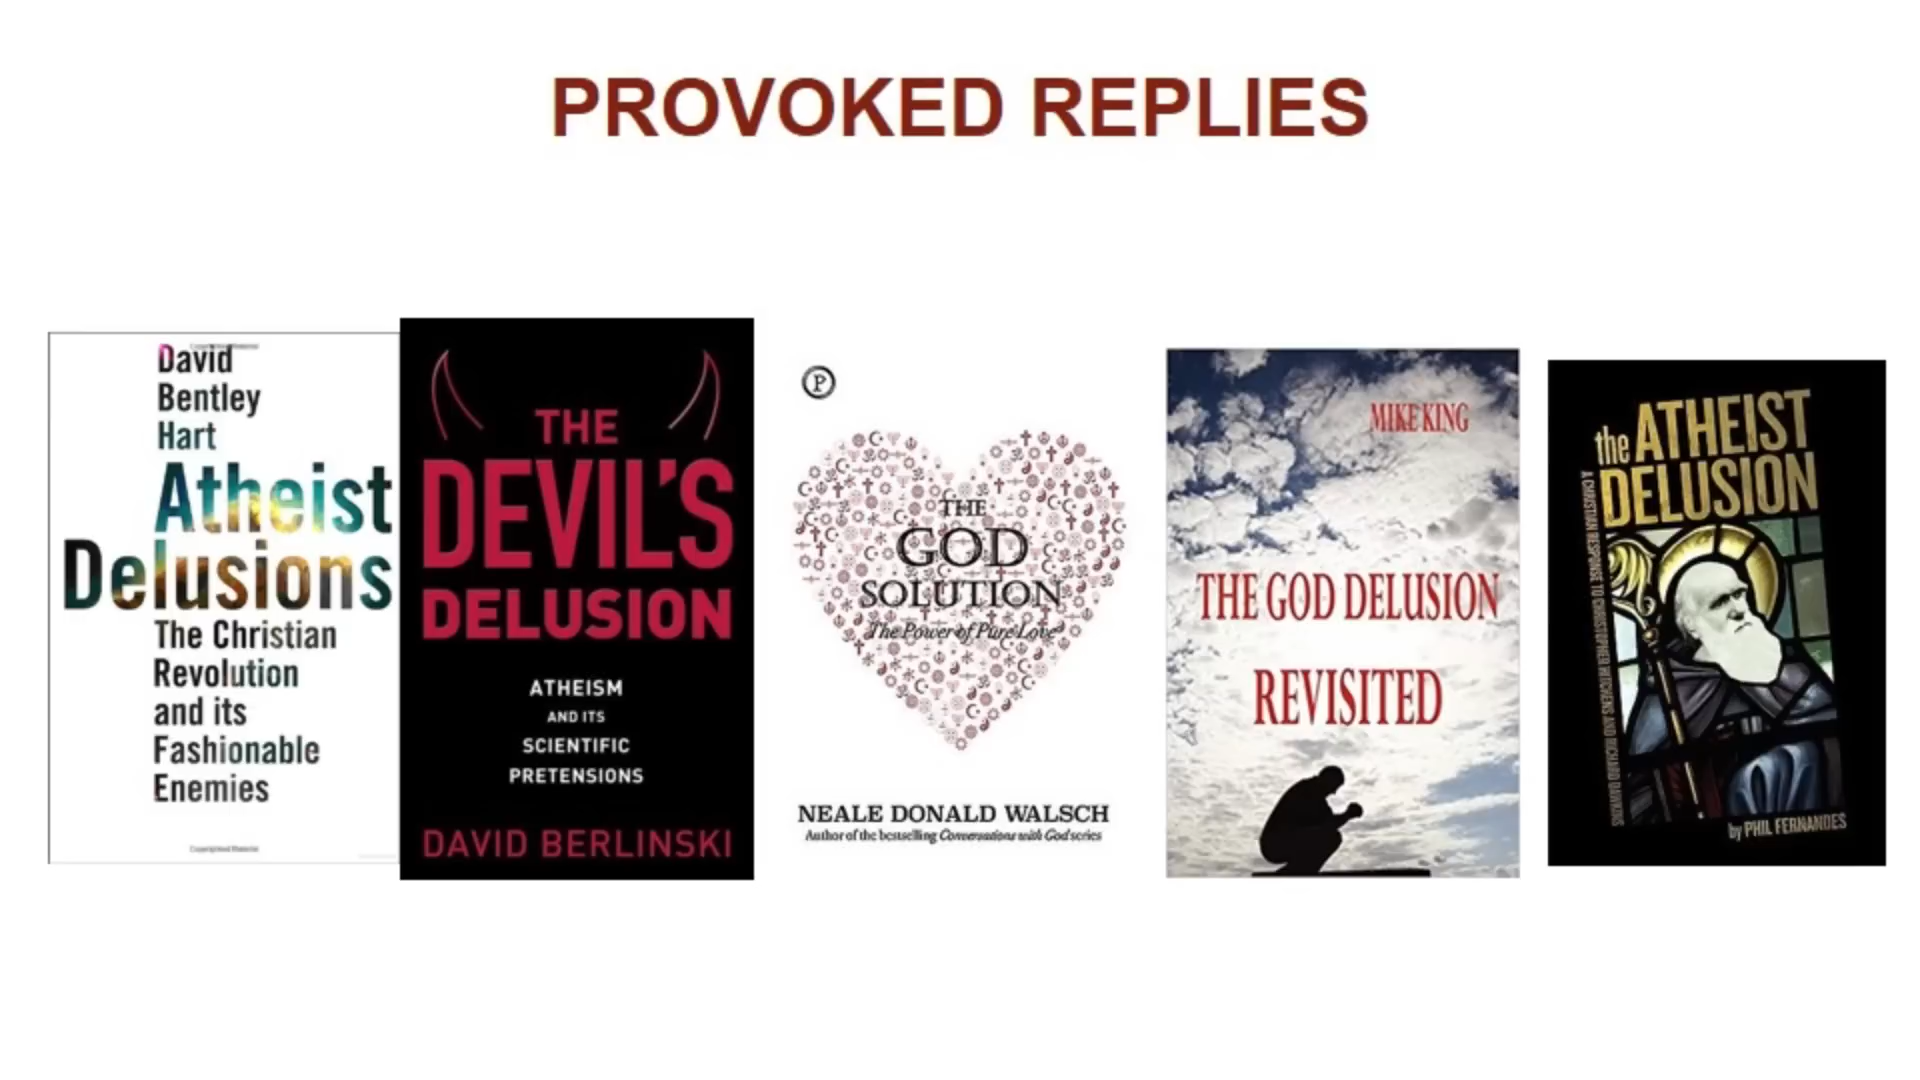 PROVOKED REPLIES
David
Bentley
Hart
Atheist
Delusions
The Christian
Revolution
and its
Fashionable
Enemies
Copyrighted Material
THE
DEVIL'S
DELUSION
ATHEISM
AND ITS
SCIENTIFIC
PRETENSIONS
DAVID BERLINSKI
P
THE
GOD
SOLUTION
The Power of Pure Love
NEALE DONALD WALSCH
Author of the bestselling Conversations with God series
MIKE KING
THE GOD DELUSION
REVISITED
the ATHEIST
DELUSION
A CHRISTIAN RESPONSE TO CHRISTOPHER HITCHENS AND RICHARD DAWKINS
by PHIL FERNANDES